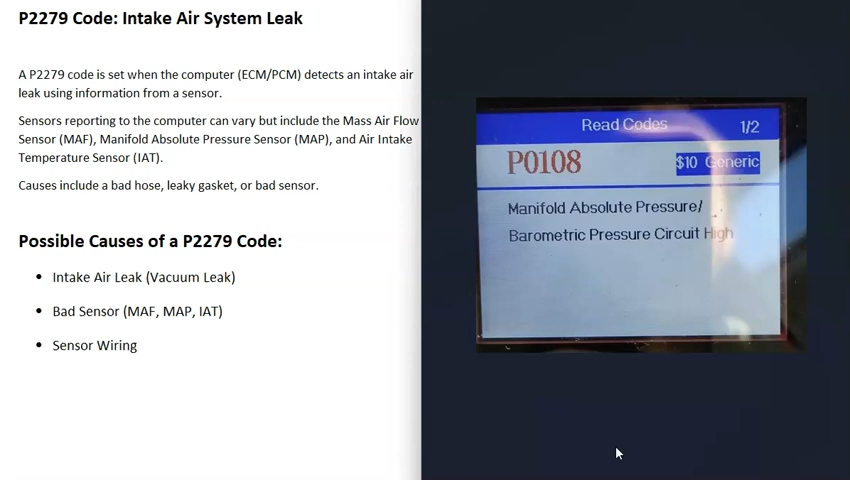 P2279 Code: Intake Air System Leak
A P2279 code is set when the computer (ECM/PCM) detects an intake air
leak using information from a sensor.
Sensors reporting to the computer can vary but include the Mass Air Flow
Sensor (MAF), Manifold Absolute Pressure Sensor (MAP), and Air Intake
Temperature Sensor (IAT).
Causes include a bad hose, leaky gasket, or bad sensor.
Possible Causes of a P2279 Code:
• Intake Air Leak (Vacuum Leak)
• Bad Sensor (MAF, MAP, IAT)
• Sensor Wiring
Read Codes 1/2
P0108 $10 Generic
Manifold Absolute Pressure/
Barometric Pressure Circuit High